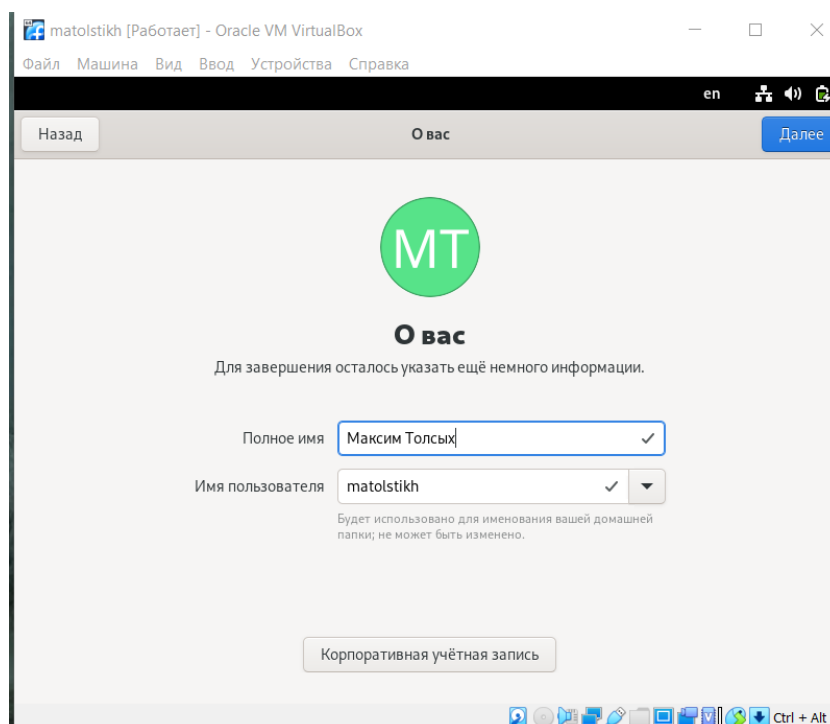 matolstikh [Работает] - Oracle VM VirtualBox
Файл Машина Вид Ввод Устройства Справка
en
Назад О вас Далее
МТ
О вас
Для завершения осталось указать ещё немного информации.
Полное имя Максим Толсых
Имя пользователя matolstikh
Будет использовано для именования вашей домашней
папки; не может быть изменено.
Корпоративная учётная запись
Ctrl + Alt